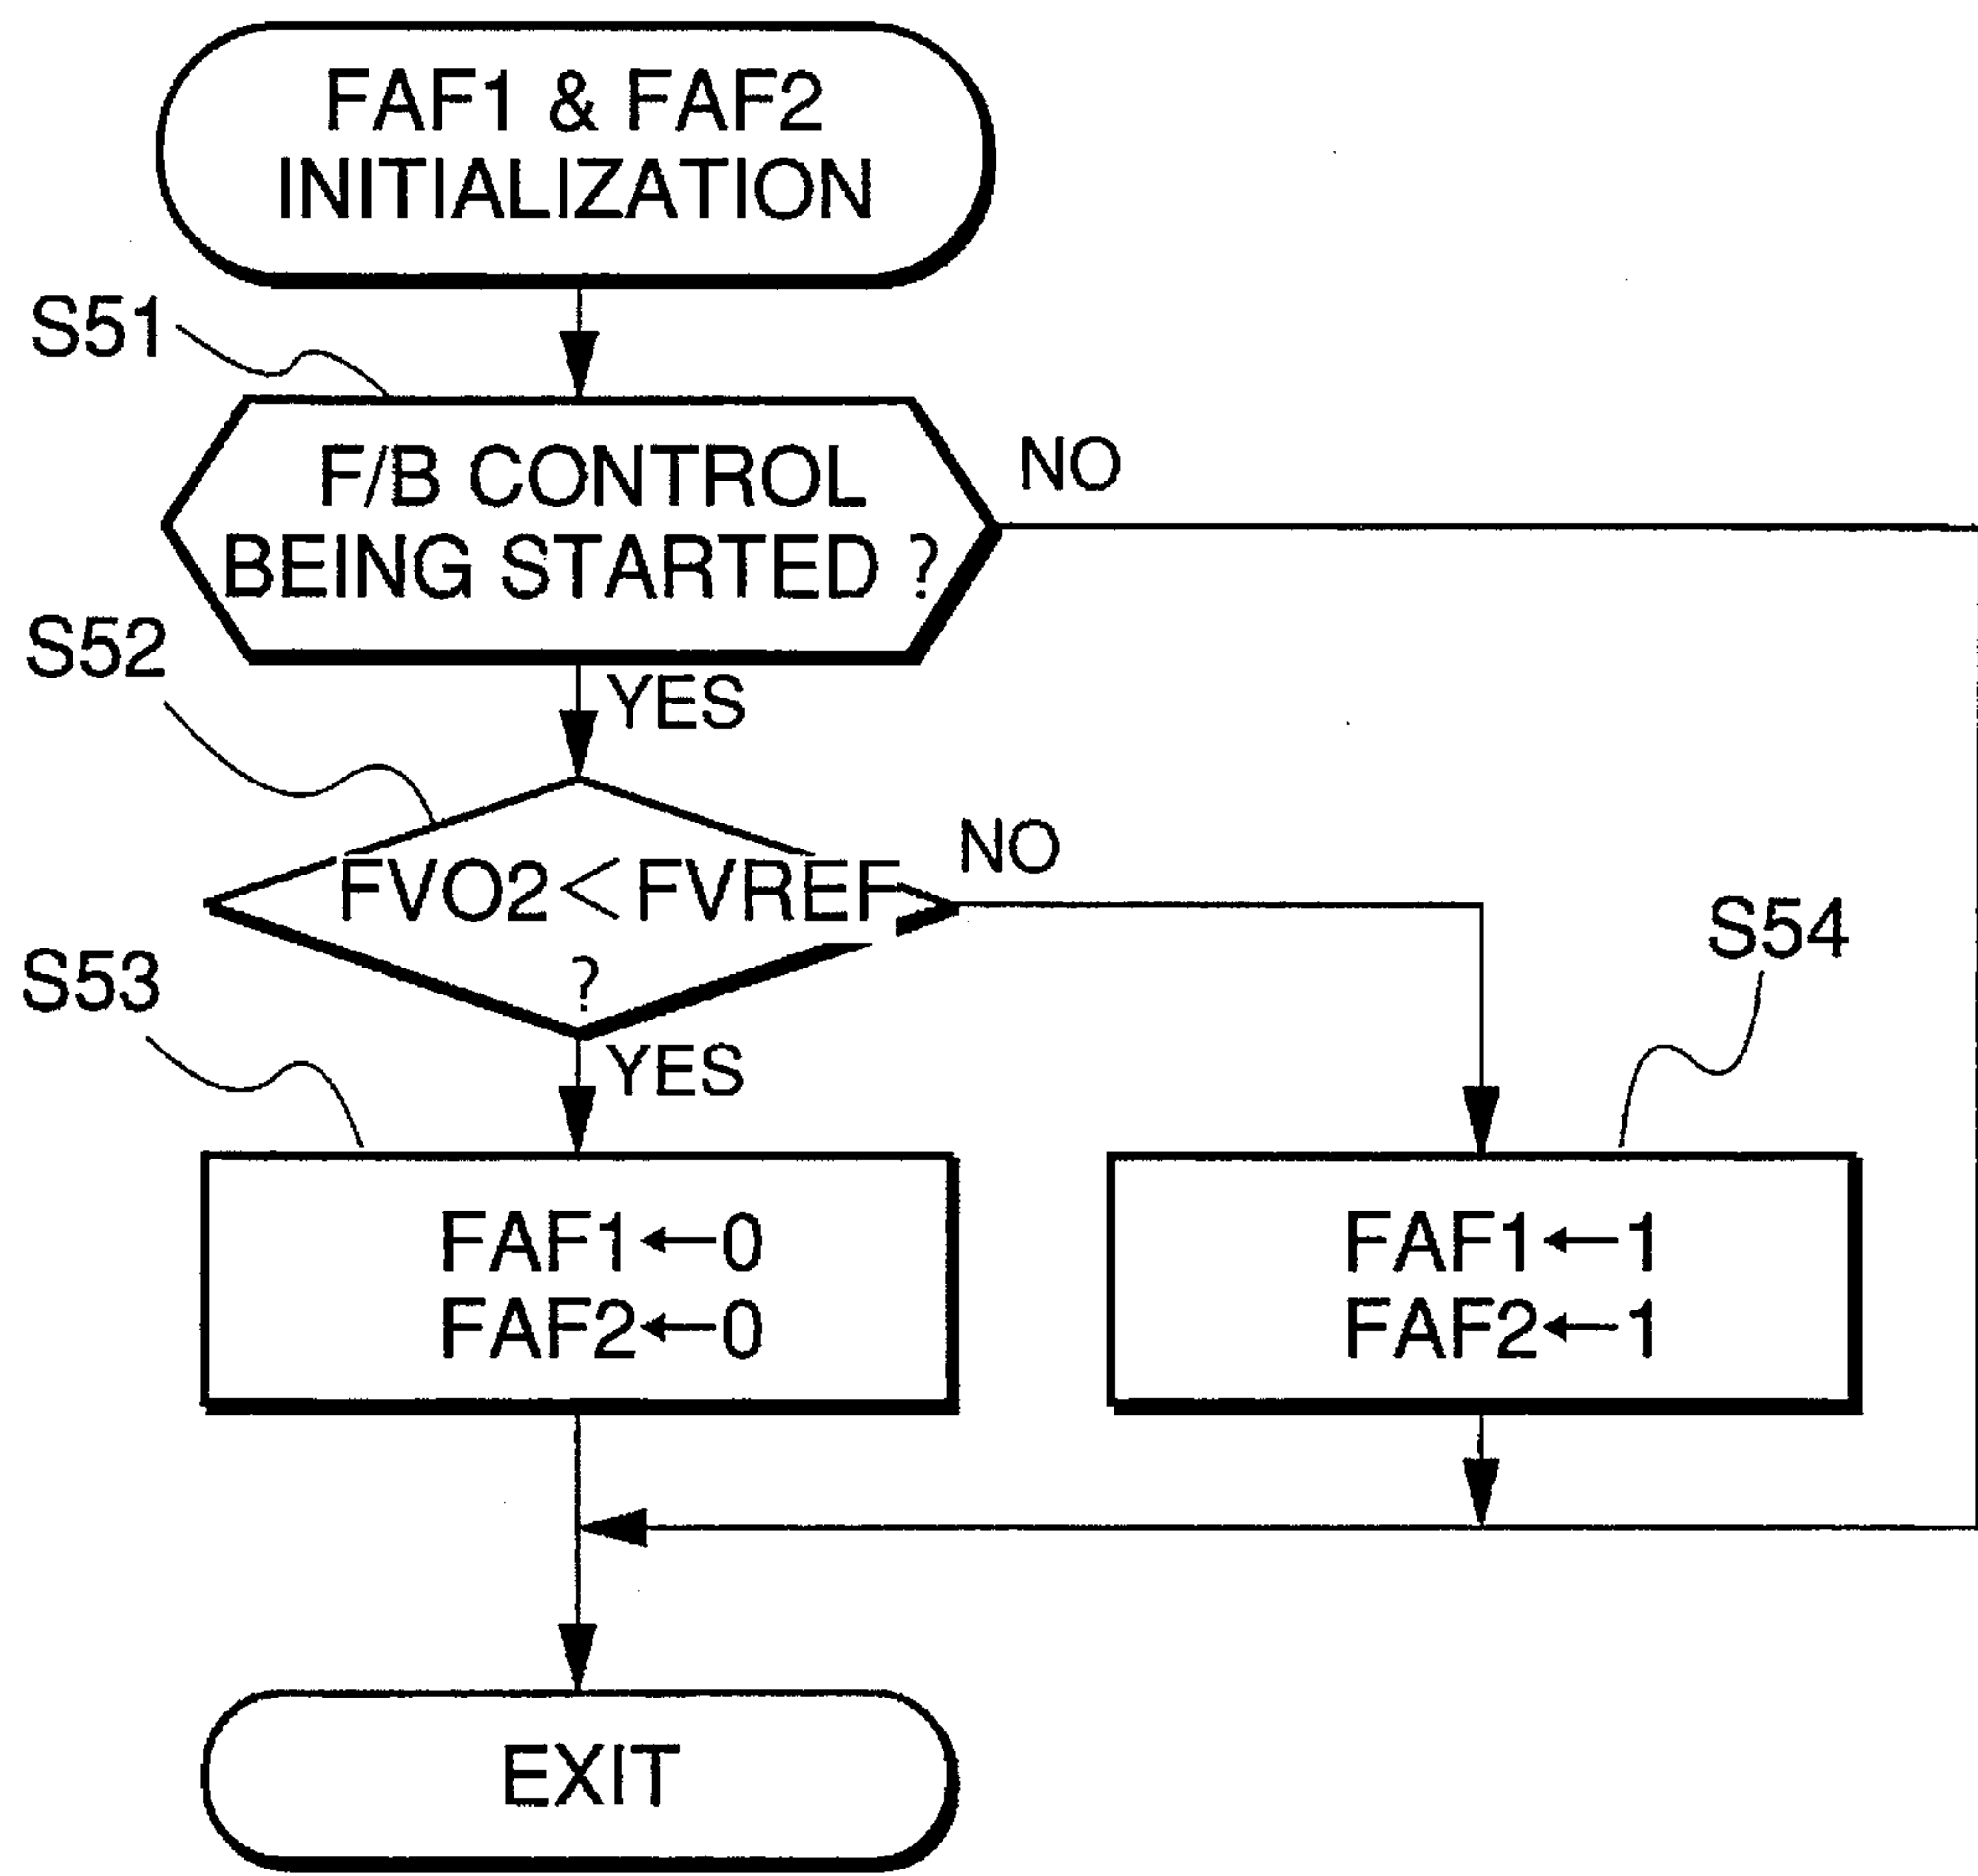 FAF1 & FAF2
INITIALIZATION
S51
F/B CONTROL
BEING STARTED ?
NO
S52
YES
FVO2<FVREF
?
NO
S53
YES
S54
FAF1←0
FAF2←0
FAF1←1
FAF2←1
EXIT